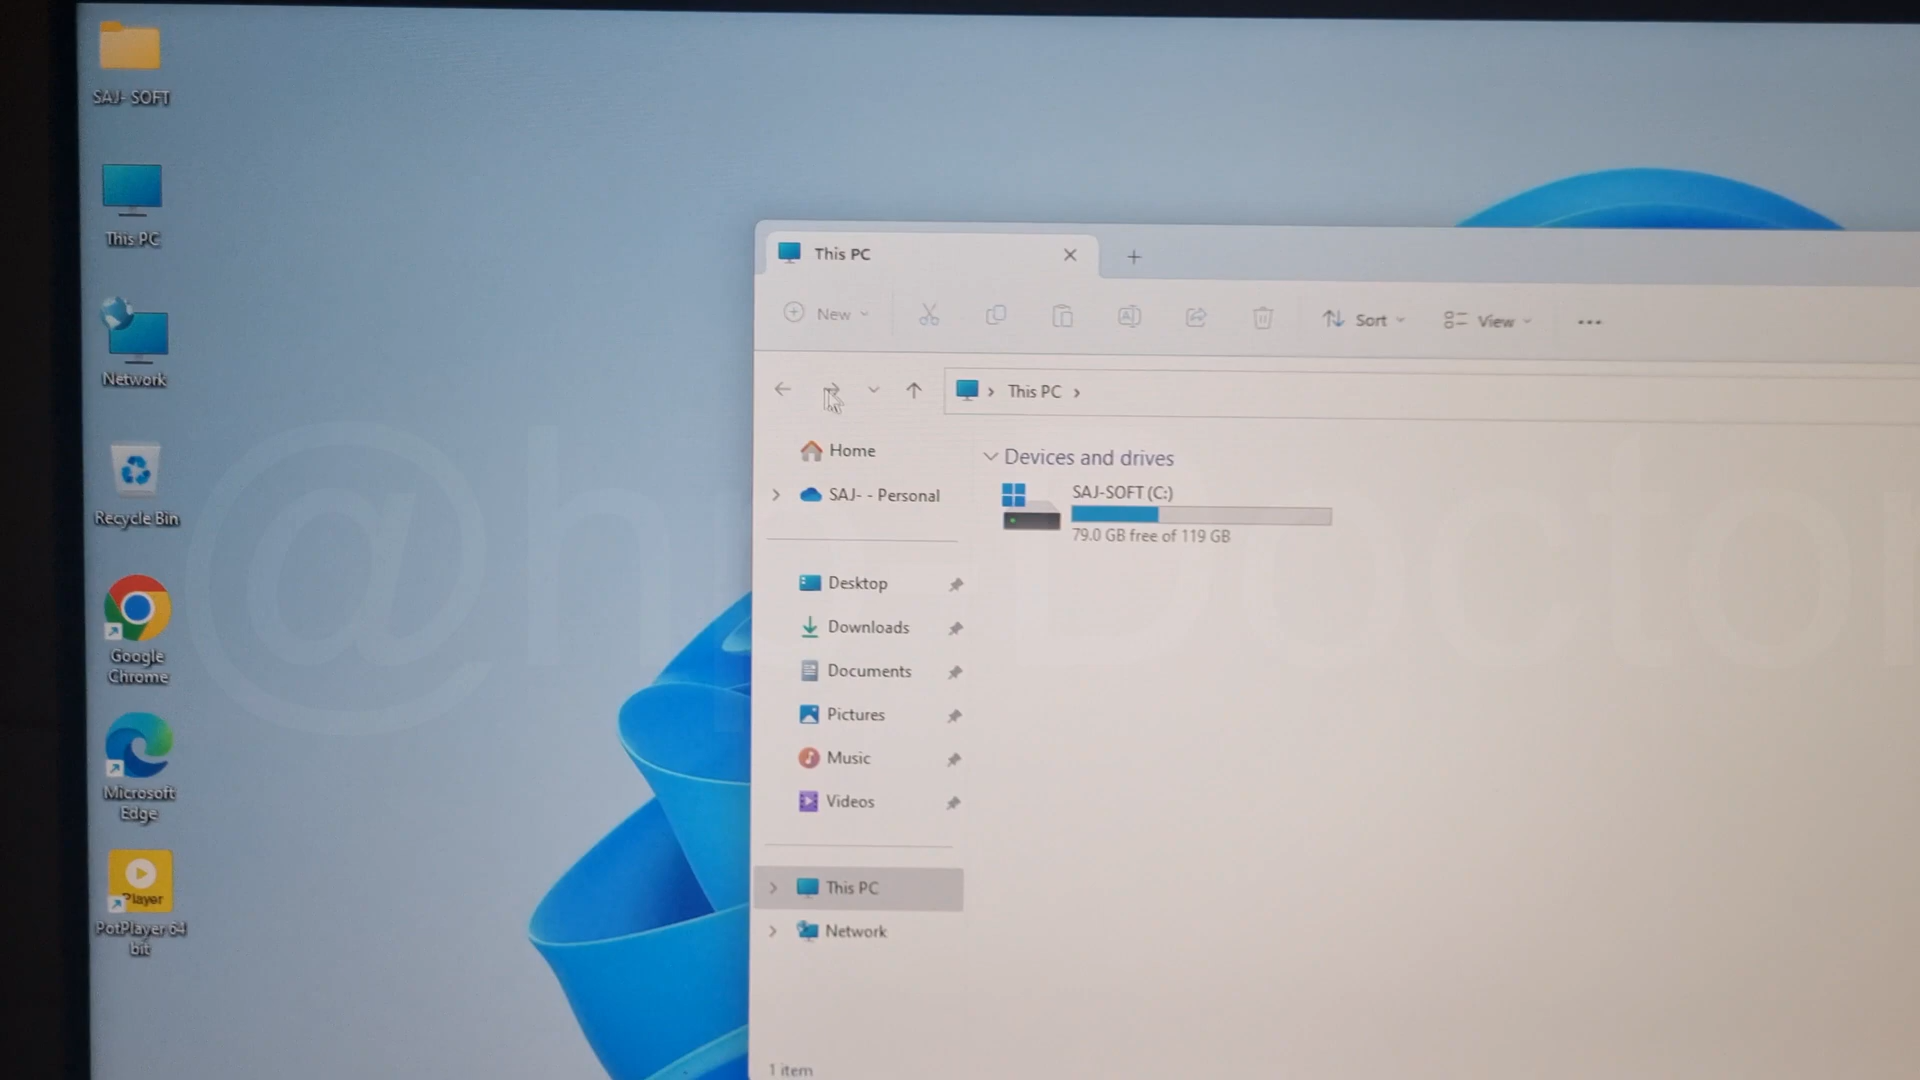 SAJ- SOFT
This PC
Network
Recycle Bin
Google
Chrome
Microsoft
Edge
Player
PotPlayer 64
bit
This PC
New
Sort
View
This PC
Home
SAJ- - Personal
Desktop
Downloads
Documents
Pictures
Music
Videos
This PC
Network
Devices and drives
SAJ-SOFT (C:)
79.0 GB free of 119 GB
1 item